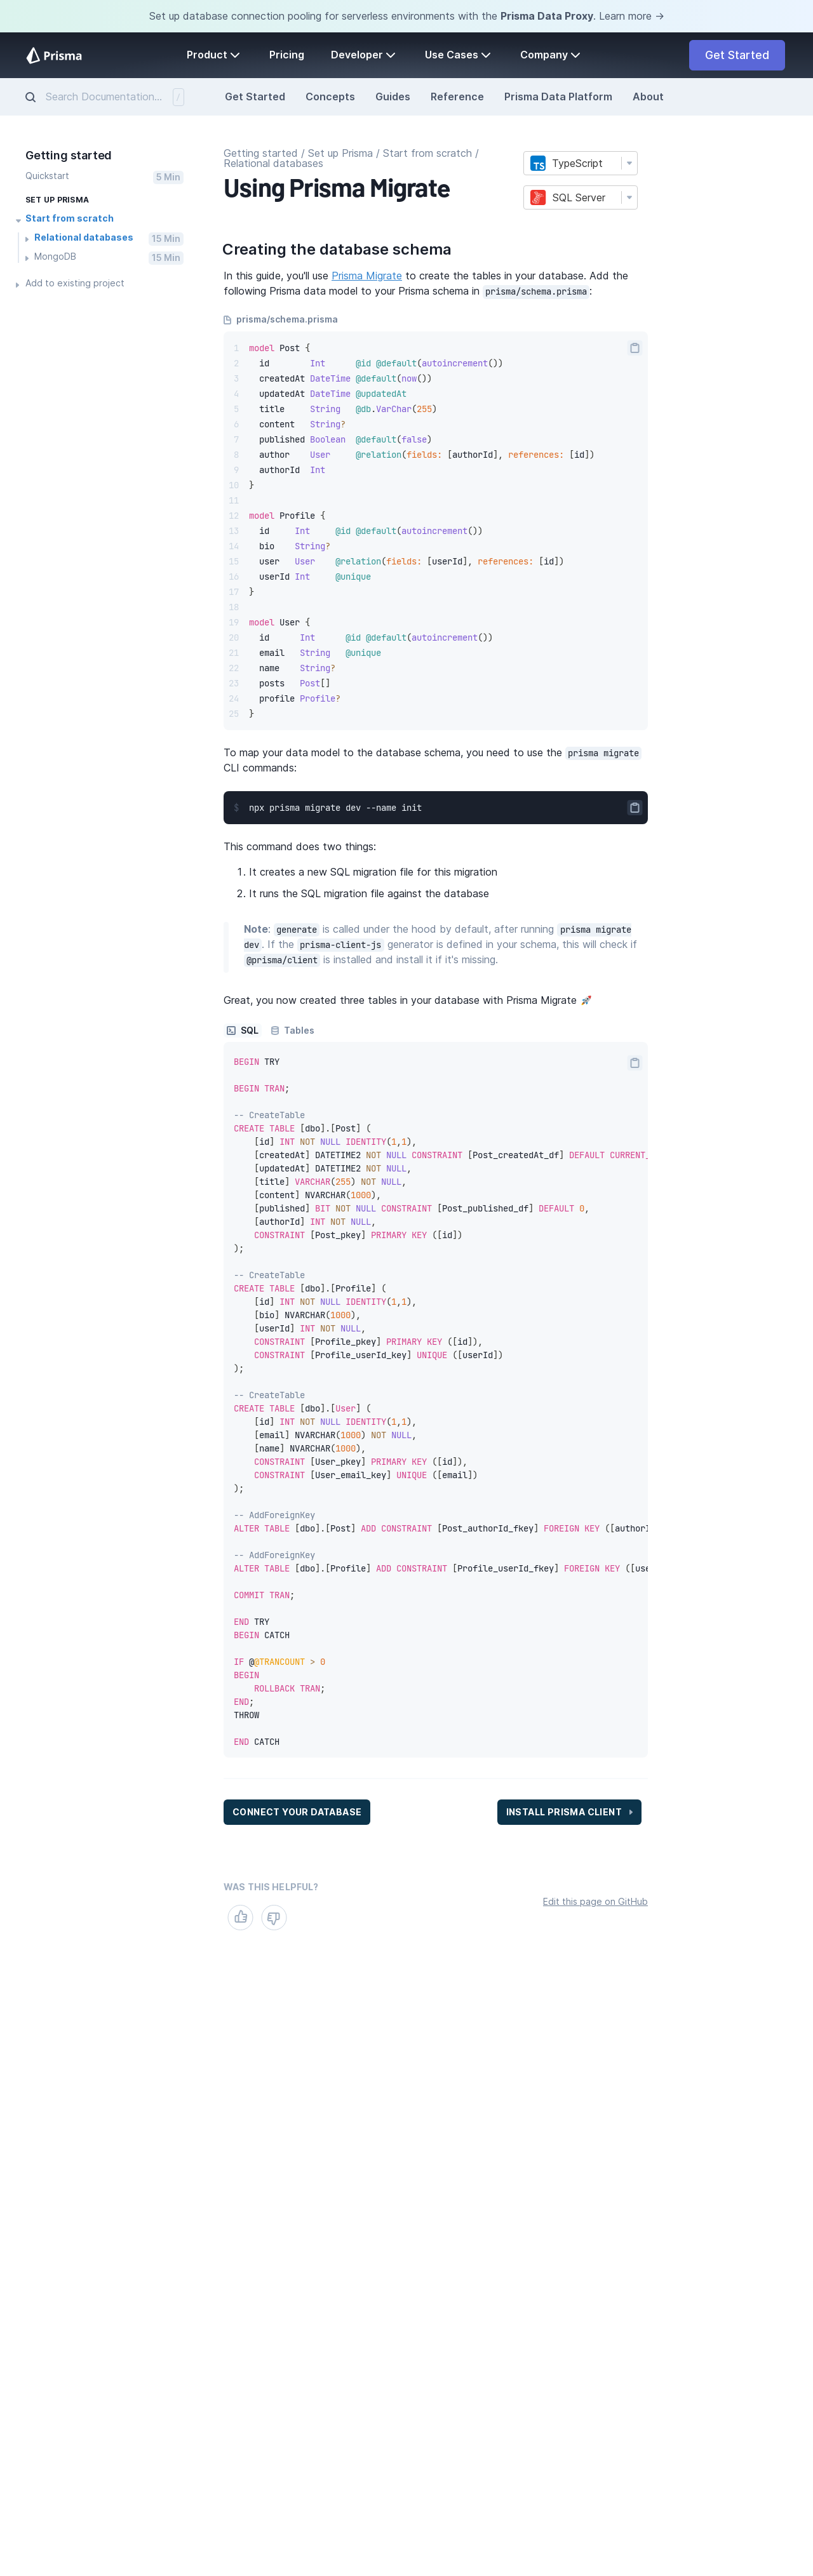 Set up database connection pooling for serverless environments with the Prisma Data Proxy. Learn more →
Prisma
Product
Pricing
Developer
Use Cases
Company
Get Started
Search Documentation... /
Get Started
Concepts
Guides
Reference
Prisma Data Platform
About
Getting started
Quickstart 5 Min
SET UP PRISMA
Start from scratch
Relational databases 15 Min
MongoDB 15 Min
Add to existing project
Getting started / Set up Prisma / Start from scratch /
Relational databases
Using Prisma Migrate
TypeScript
SQL Server
Creating the database schema
In this guide, you'll use Prisma Migrate to create the tables in your database. Add the
following Prisma data model to your Prisma schema in prisma/schema.prisma :
prisma/schema.prisma
1 model Post {
2   id        Int      @id @default(autoincrement())
3   createdAt DateTime @default(now())
4   updatedAt DateTime @updatedAt
5   title     String   @db.VarChar(255)
6   content   String?
7   published Boolean  @default(false)
8   author    User     @relation(fields: [authorId], references: [id])
9   authorId  Int
10 }
11
12 model Profile {
13   id     Int     @id @default(autoincrement())
14   bio    String?
15   user   User    @relation(fields: [userId], references: [id])
16   userId Int     @unique
17 }
18
19 model User {
20   id      Int      @id @default(autoincrement())
21   email   String   @unique
22   name    String?
23   posts   Post[]
24   profile Profile?
25 }
To map your data model to the database schema, you need to use the prisma migrate
CLI commands:
$ npx prisma migrate dev --name init
This command does two things:
1. It creates a new SQL migration file for this migration
2. It runs the SQL migration file against the database
Note: generate is called under the hood by default, after running prisma migrate
dev . If the prisma-client-js generator is defined in your schema, this will check if
@prisma/client is installed and install it if it's missing.
Great, you now created three tables in your database with Prisma Migrate 🚀
SQL
Tables
BEGIN TRY
BEGIN TRAN;
-- CreateTable
CREATE TABLE [dbo].[Post] (
    [id] INT NOT NULL IDENTITY(1,1),
    [createdAt] DATETIME2 NOT NULL CONSTRAINT [Post_createdAt_df] DEFAULT CURRENT_
    [updatedAt] DATETIME2 NOT NULL,
    [title] VARCHAR(255) NOT NULL,
    [content] NVARCHAR(1000),
    [published] BIT NOT NULL CONSTRAINT [Post_published_df] DEFAULT 0,
    [authorId] INT NOT NULL,
    CONSTRAINT [Post_pkey] PRIMARY KEY ([id])
);
-- CreateTable
CREATE TABLE [dbo].[Profile] (
    [id] INT NOT NULL IDENTITY(1,1),
    [bio] NVARCHAR(1000),
    [userId] INT NOT NULL,
    CONSTRAINT [Profile_pkey] PRIMARY KEY ([id]),
    CONSTRAINT [Profile_userId_key] UNIQUE ([userId])
);
-- CreateTable
CREATE TABLE [dbo].[User] (
    [id] INT NOT NULL IDENTITY(1,1),
    [email] NVARCHAR(1000) NOT NULL,
    [name] NVARCHAR(1000),
    CONSTRAINT [User_pkey] PRIMARY KEY ([id]),
    CONSTRAINT [User_email_key] UNIQUE ([email])
);
-- AddForeignKey
ALTER TABLE [dbo].[Post] ADD CONSTRAINT [Post_authorId_fkey] FOREIGN KEY ([author
-- AddForeignKey
ALTER TABLE [dbo].[Profile] ADD CONSTRAINT [Profile_userId_fkey] FOREIGN KEY ([use
COMMIT TRAN;
END TRY
BEGIN CATCH
IF @@TRANCOUNT > 0
BEGIN
    ROLLBACK TRAN;
END;
THROW
END CATCH
CONNECT YOUR DATABASE
INSTALL PRISMA CLIENT
WAS THIS HELPFUL?
Edit this page on GitHub